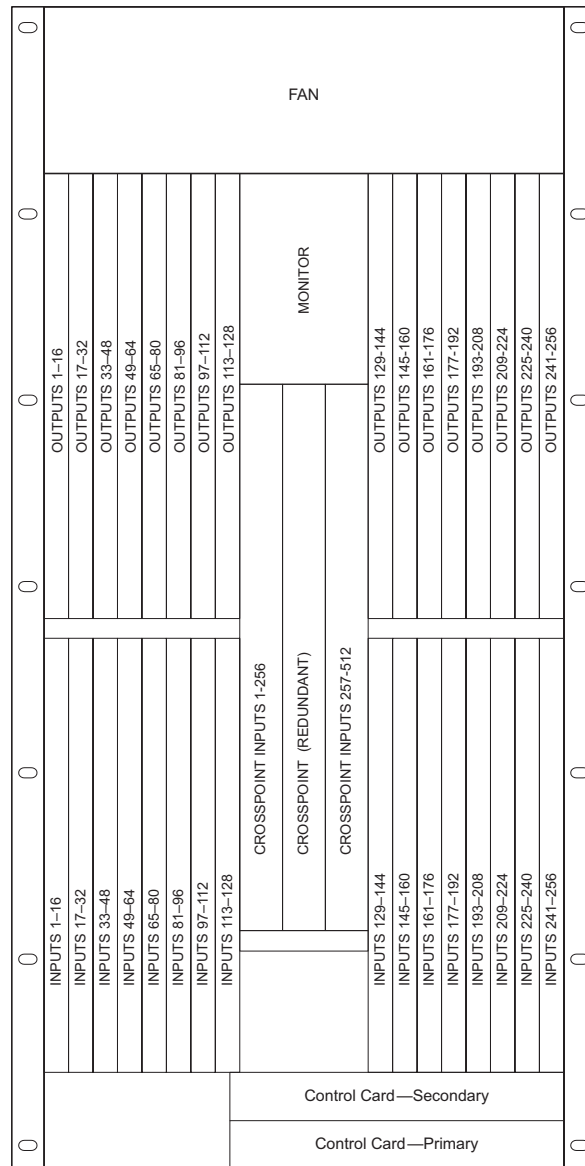 FAN
OUTPUTS 1–16
OUTPUTS 17–32
OUTPUTS 33–48
OUTPUTS 49–64
OUTPUTS 65–80
OUTPUTS 81–96
OUTPUTS 97–112
OUTPUTS 113–128
MONITOR
OUTPUTS 129-144
OUTPUTS 145-160
OUTPUTS 161-176
OUTPUTS 177-192
OUTPUTS 193-208
OUTPUTS 209-224
OUTPUTS 225-240
OUTPUTS 241-256
CROSSPOINT INPUTS 1-256
CROSSPOINT (REDUNDANT)
CROSSPOINT INPUTS 257-512
INPUTS 1–16
INPUTS 17–32
INPUTS 33–48
INPUTS 49–64
INPUTS 65–80
INPUTS 81–96
INPUTS 97–112
INPUTS 113–128
INPUTS 129–144
INPUTS 145–160
INPUTS 161–176
INPUTS 177–192
INPUTS 193–208
INPUTS 209–224
INPUTS 225–240
INPUTS 241–256
Control Card—Secondary
Control Card—Primary